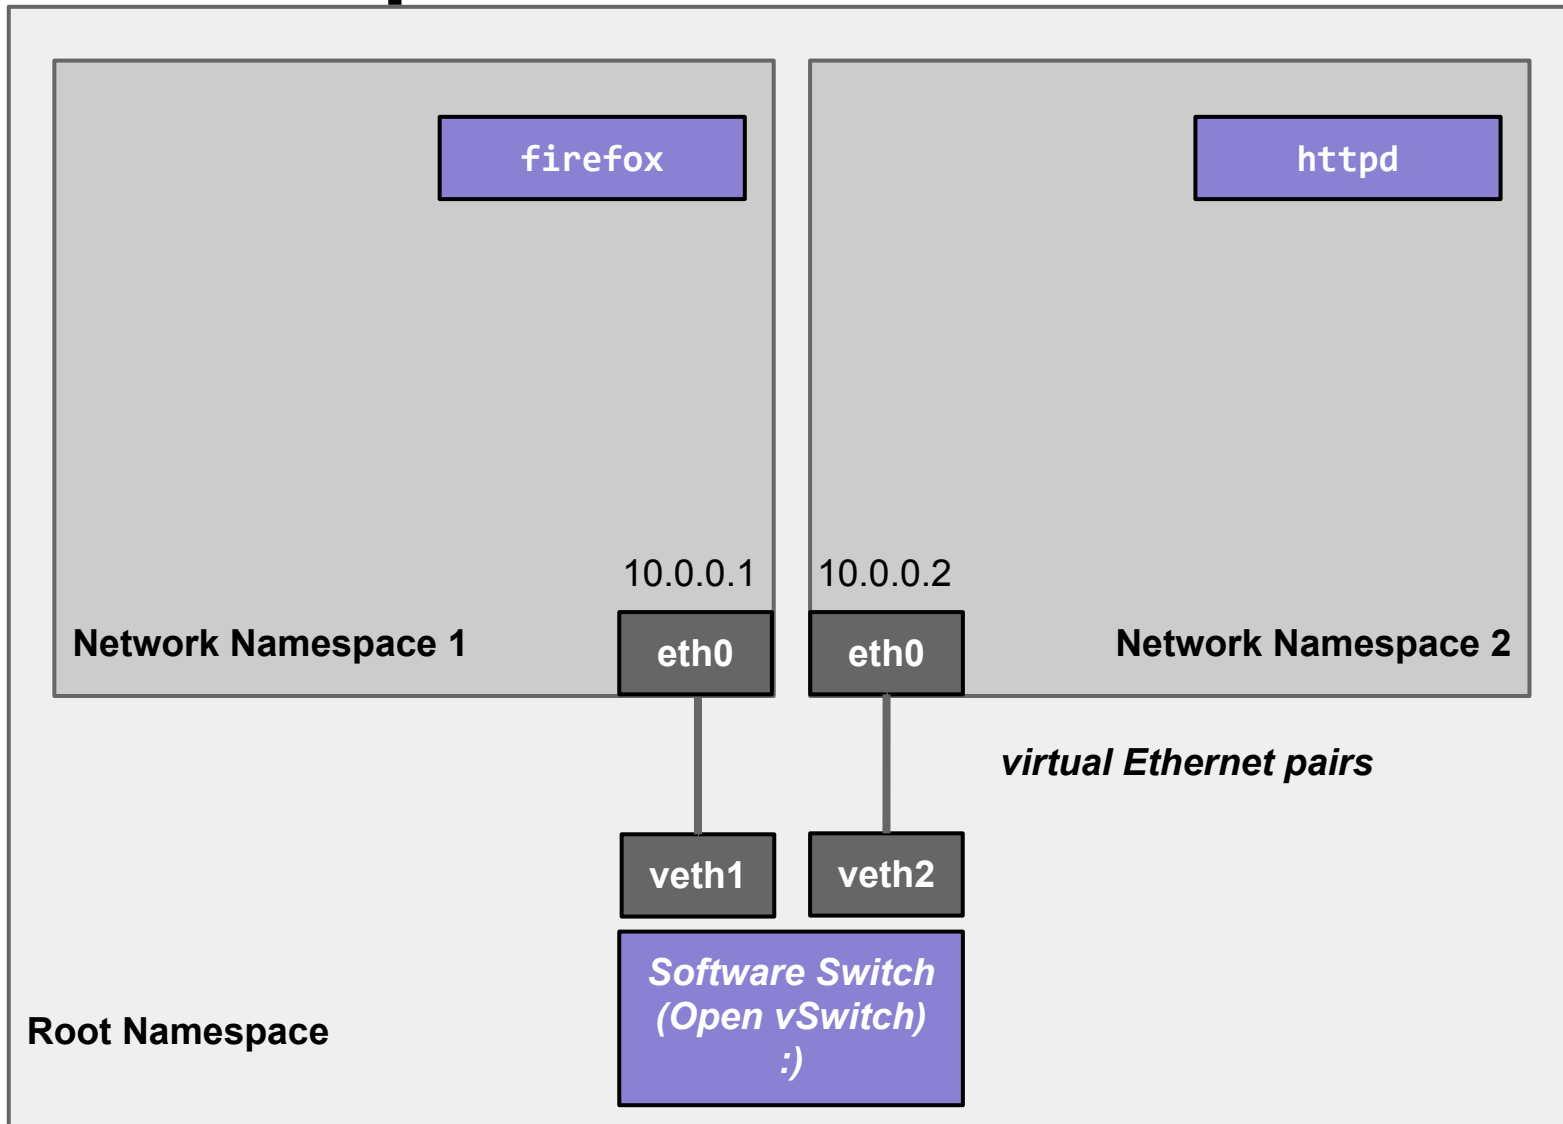 firefox
httpd
10.0.0.1
10.0.0.2
Network Namespace 1
eth0
eth0
Network Namespace 2
virtual Ethernet pairs
veth1
veth2
Software Switch
(Open vSwitch)
:)
Root Namespace